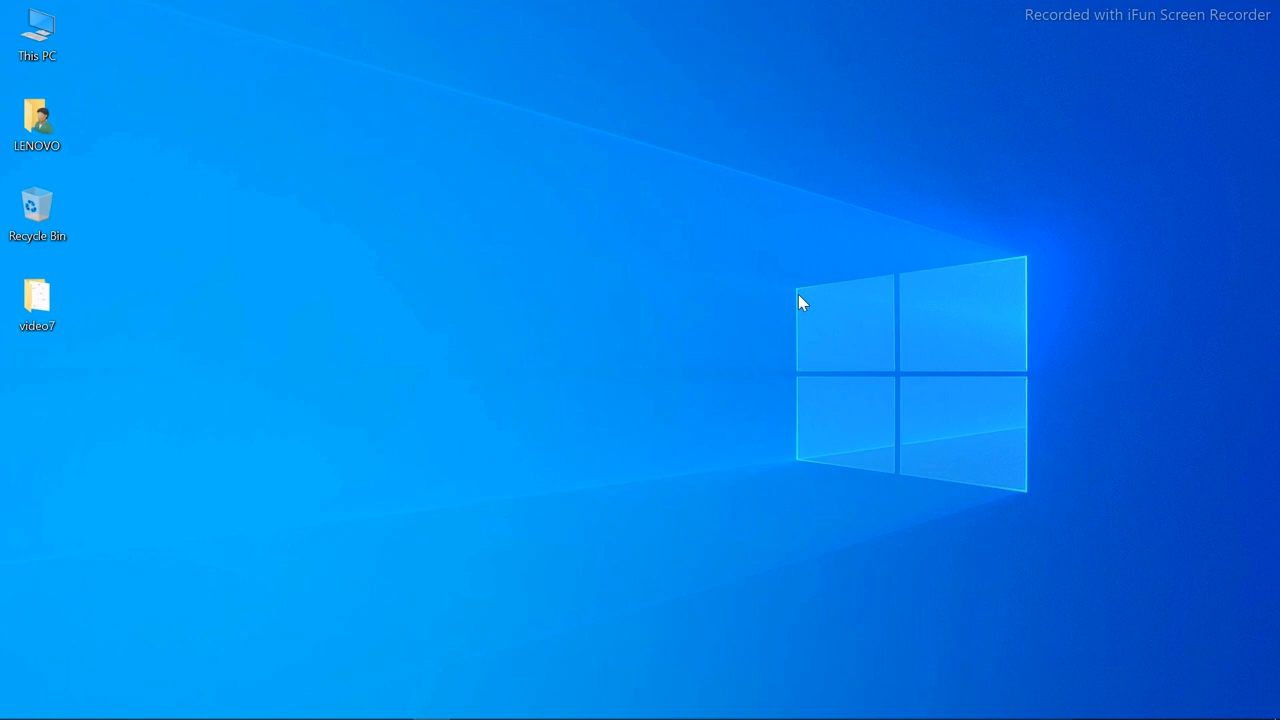 Recorded with iFun Screen Recorder
This PC
LENOVO
Recycle Bin
video7